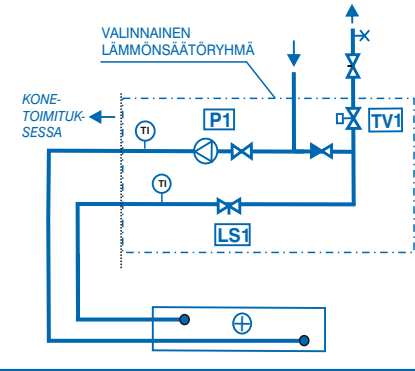 VALINNAINEN
LÄMMÖNSÄÄTÖRYHMÄ
KONE-
TOIMITUK-
SESSA
P1
TV1
TI
TI
LS1